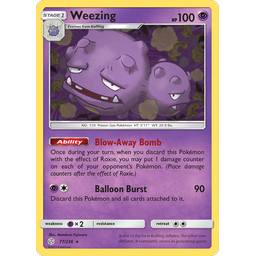 STAGE 1
Weezing
HP100
Evolves from Koffing
NO. 110 Poison Gas Pokémon HT: 3'11" WT: 20.9 lbs.
Ability Blow-Away Bomb
Once during your turn, when you discard this Pokémon
with the effect of Roxie, you may put 1 damage counter
on each of your opponent's Pokémon. (Place damage
counters after the effect of Roxie.)
Balloon Burst 90
Discard this Pokémon and all cards attached to it.
weakness ×2 resistance retreat
77/236